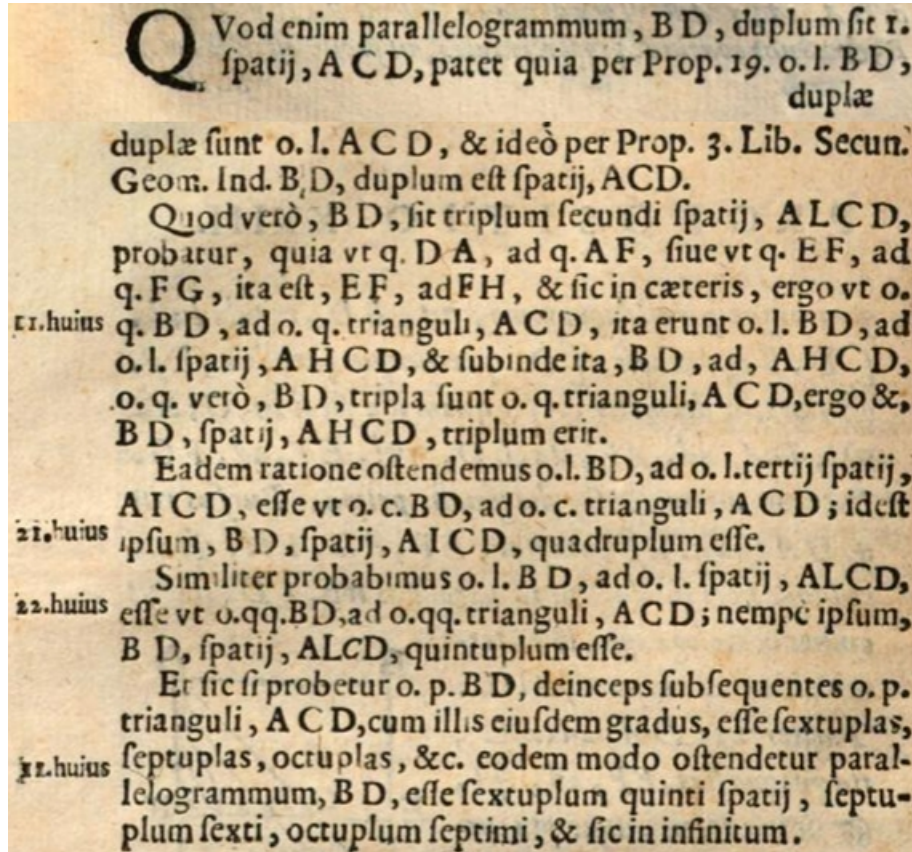 QVod enim parallelogrammum, B D, duplum ſit 1.
ſpatij, A C D, patet quia per Prop. 19. o. l. B D,
duplæ
duplæ ſunt o. l. A C D, & ideò per Prop. 3. Lib. Secun.
Geom. Ind. B D, duplum eſt ſpatij, ACD.
Quod verò, B D, ſit triplum ſecundi ſpatij, ALCD,
probatur, quia vt q. D A, ad q. A F, ſiue vt q. E F, ad
q. F G, ita eſt, E F, ad F H, & ſic in cæteris, ergo vt o.
11.huius
q. B D, ad o. q. trianguli, A C D, ita erunt o. l. B D, ad
o. l. ſpatij, A H C D, & ſubinde ita, B D, ad, A H C D,
o. q. verò, B D, tripla ſunt o. q. trianguli, A C D, ergo &,
B D, ſpatij, A H C D, triplum erit.
Eadem ratione oſtendemus o. l. BD, ad o. l. tertij ſpatij,
A I C D, eſſe vt o. c. B D, ad o. c. trianguli, A C D; ideſt
21.huius
ipſum, B D, ſpatij, A I C D, quadruplum eſſe.
Similiter probabimus o. l. B D, ad o. l. ſpatij, ALCD,
22.huius
eſſe vt o.qq.BD, ad o.qq. trianguli, A C D; nempè ipſum,
B D, ſpatij, ALCD, quintuplum eſſe.
Et ſic ſi probetur o. p. B D, deinceps ſubſequentes o. p.
trianguli, A C D, cum illis eiuſdem gradus, eſſe ſextuplas,
huius
ſeptuplas, octuplas, &c. eodem modo oſtendetur paral-
lelogrammum, B D, eſſe ſextuplum quinti ſpatij, ſeptu-
plum ſexti, octuplum ſeptimi, & ſic in infinitum.